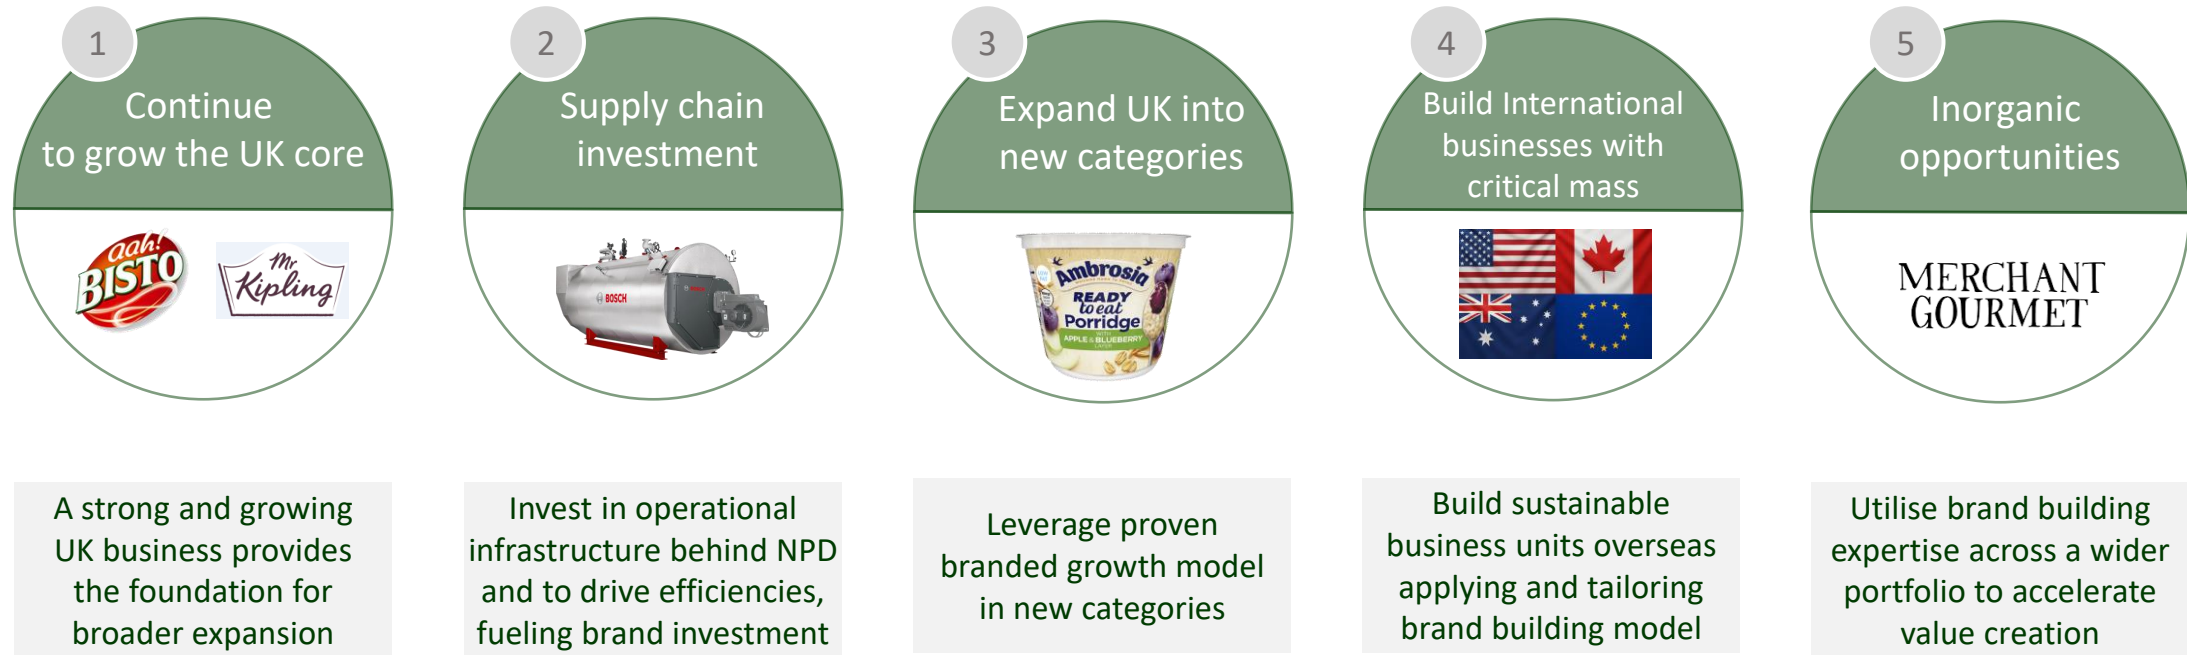 1
Continue
to grow the UK core
aah!
BISTO
Mr
Kipling
A strong and growing
UK business provides
the foundation for
broader expansion
2
Supply chain
investment
BOSCH
Invest in operational
infrastructure behind NPD
and to drive efficiencies,
fueling brand investment
3
Expand UK into
new categories
Ambrosia
READY
to eat
Porridge
WITH
APPLE & BLUEBERRY
LAYER
Leverage proven
branded growth model
in new categories
4
Build International
businesses with
critical mass
Build sustainable
business units overseas
applying and tailoring
brand building model
5
Inorganic
opportunities
MERCHANT
GOURMET
Utilise brand building
expertise across a wider
portfolio to accelerate
value creation